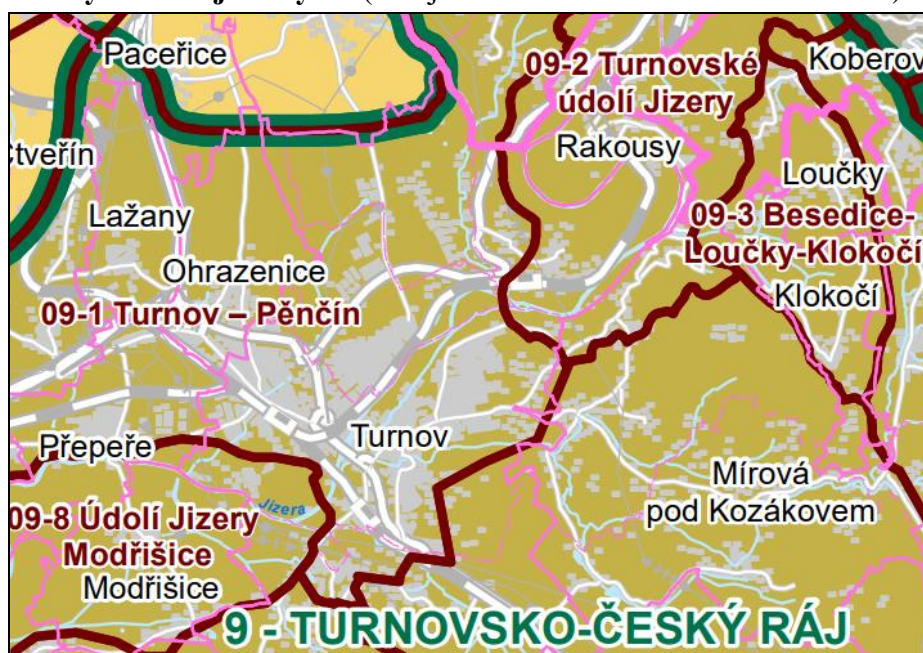 Paceřice
09-2 Turnovské
údolí Jizery
Koberov
Rakousy
Čtveřín
Loučky
Lažany
09-3 Besedice-
Loučky-Klokočí
Ohrazenice
Klokočí
09-1 Turnov – Pěnčín
Turnov
Přepeře
Mírová
pod Kozákovem
Jizera
09-8 Údolí Jizery
Modřišice
Modřišice
9 - TURNOVSKO-ČESKÝ RÁJ